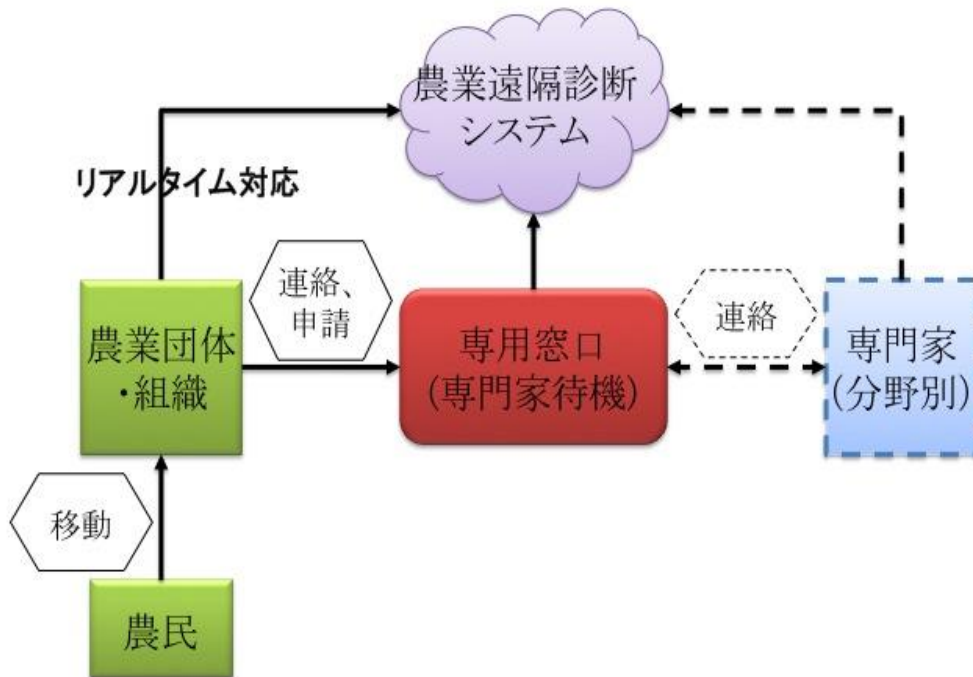 農業遠隔診断
システム
リアルタイム対応
連絡、
申請
農業団体
・組織
専用窓口
(専門家待機)
連絡
専門家
(分野別)
移動
農民